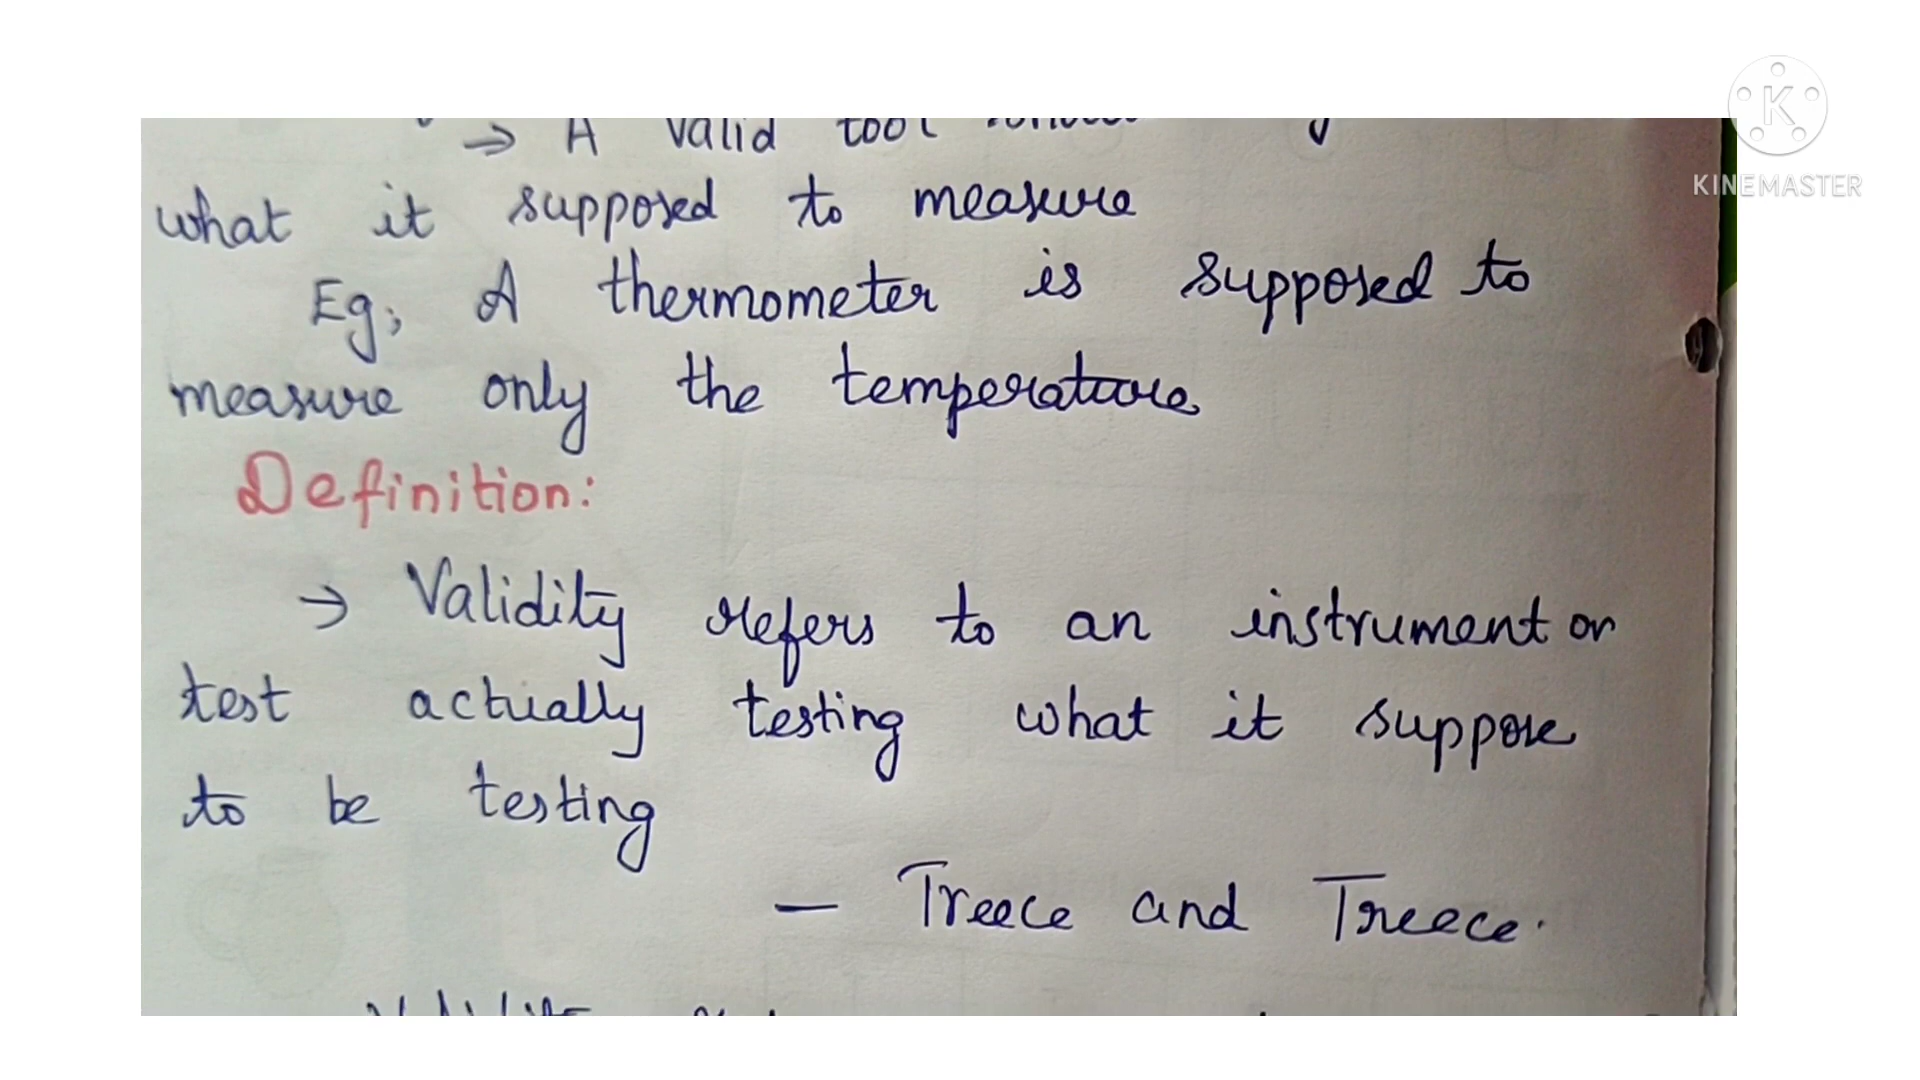 → A valid tool
what it supposed to measure
Eg, A thermometer is supposed to
measure only the temperature
Definition:
→ Validity refers to an instrument or
test actually testing what it suppose
to be testing
— Treece and Treece.
KINEMASTER